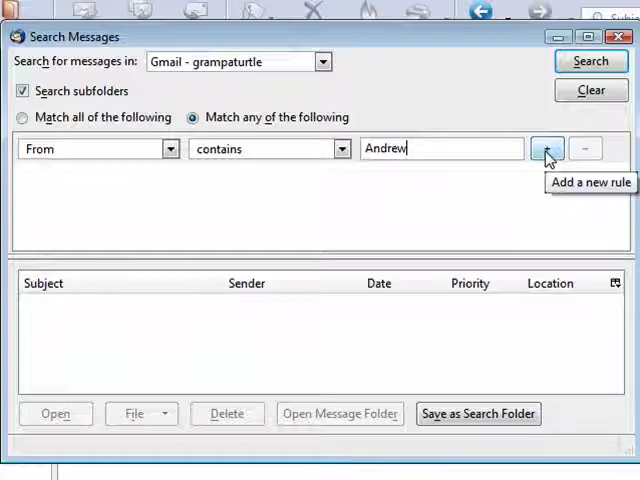 Search Messages
Search for messages in: Gmail - grampaturtle Search
Search subfolders Clear
Match all of the following Match any of the following
From contains Andrew + −
Add a new rule
Subject Sender Date Priority Location
Open File Delete Open Message Folder Save as Search Folder